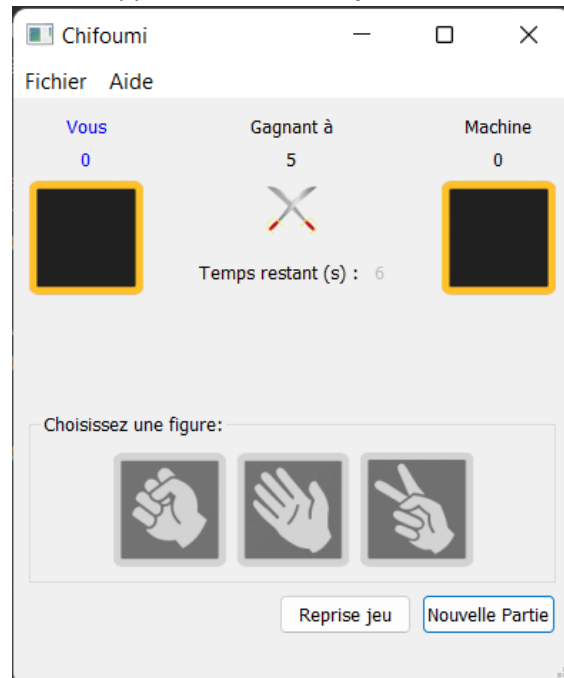 Chifoumi
Fichier Aide
Vous Gagnant à Machine
0 5 0
Temps restant (s) : 6
Choisissez une figure:
Reprise jeu Nouvelle Partie